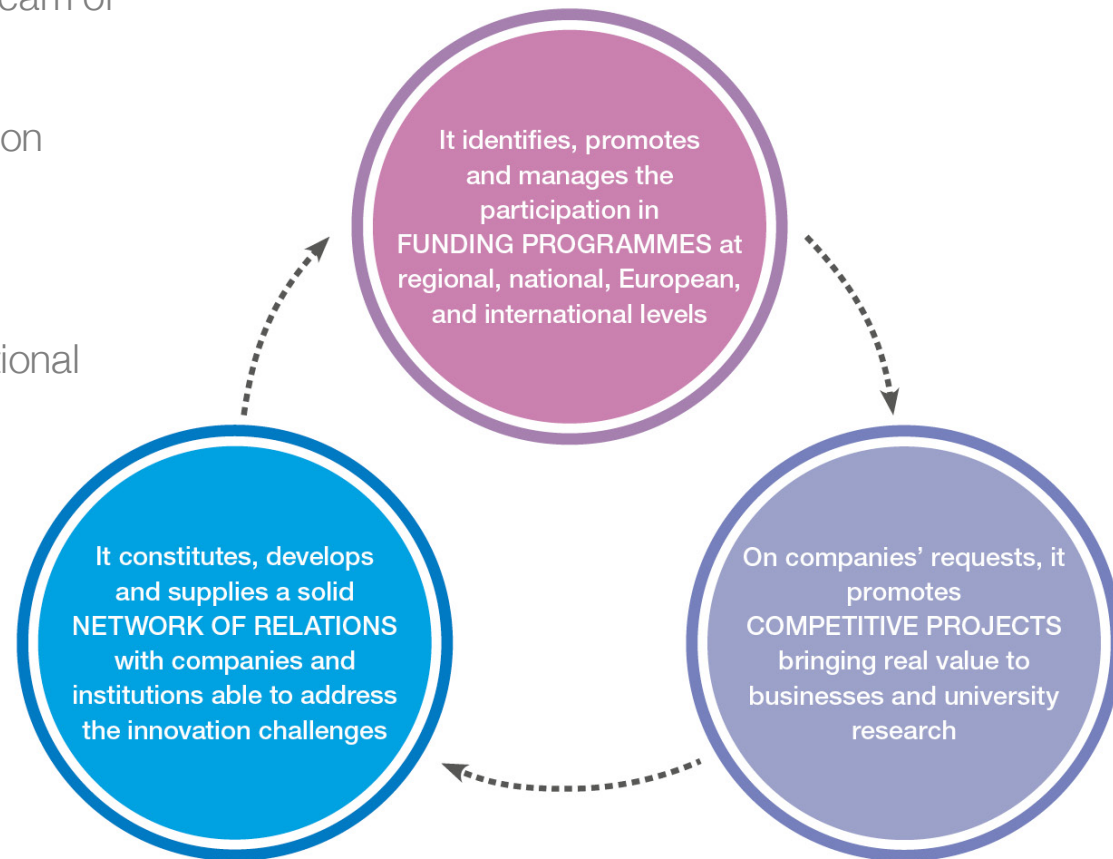 on
tional
It identifies, promotes
and manages the
participation in
FUNDING PROGRAMMES at
regional, national, European,
and international levels
It constitutes, develops
and supplies a solid
NETWORK OF RELATIONS
with companies and
institutions able to address
the innovation challenges
On companies’ requests, it
promotes
COMPETITIVE PROJECTS
bringing real value to
businesses and university
research